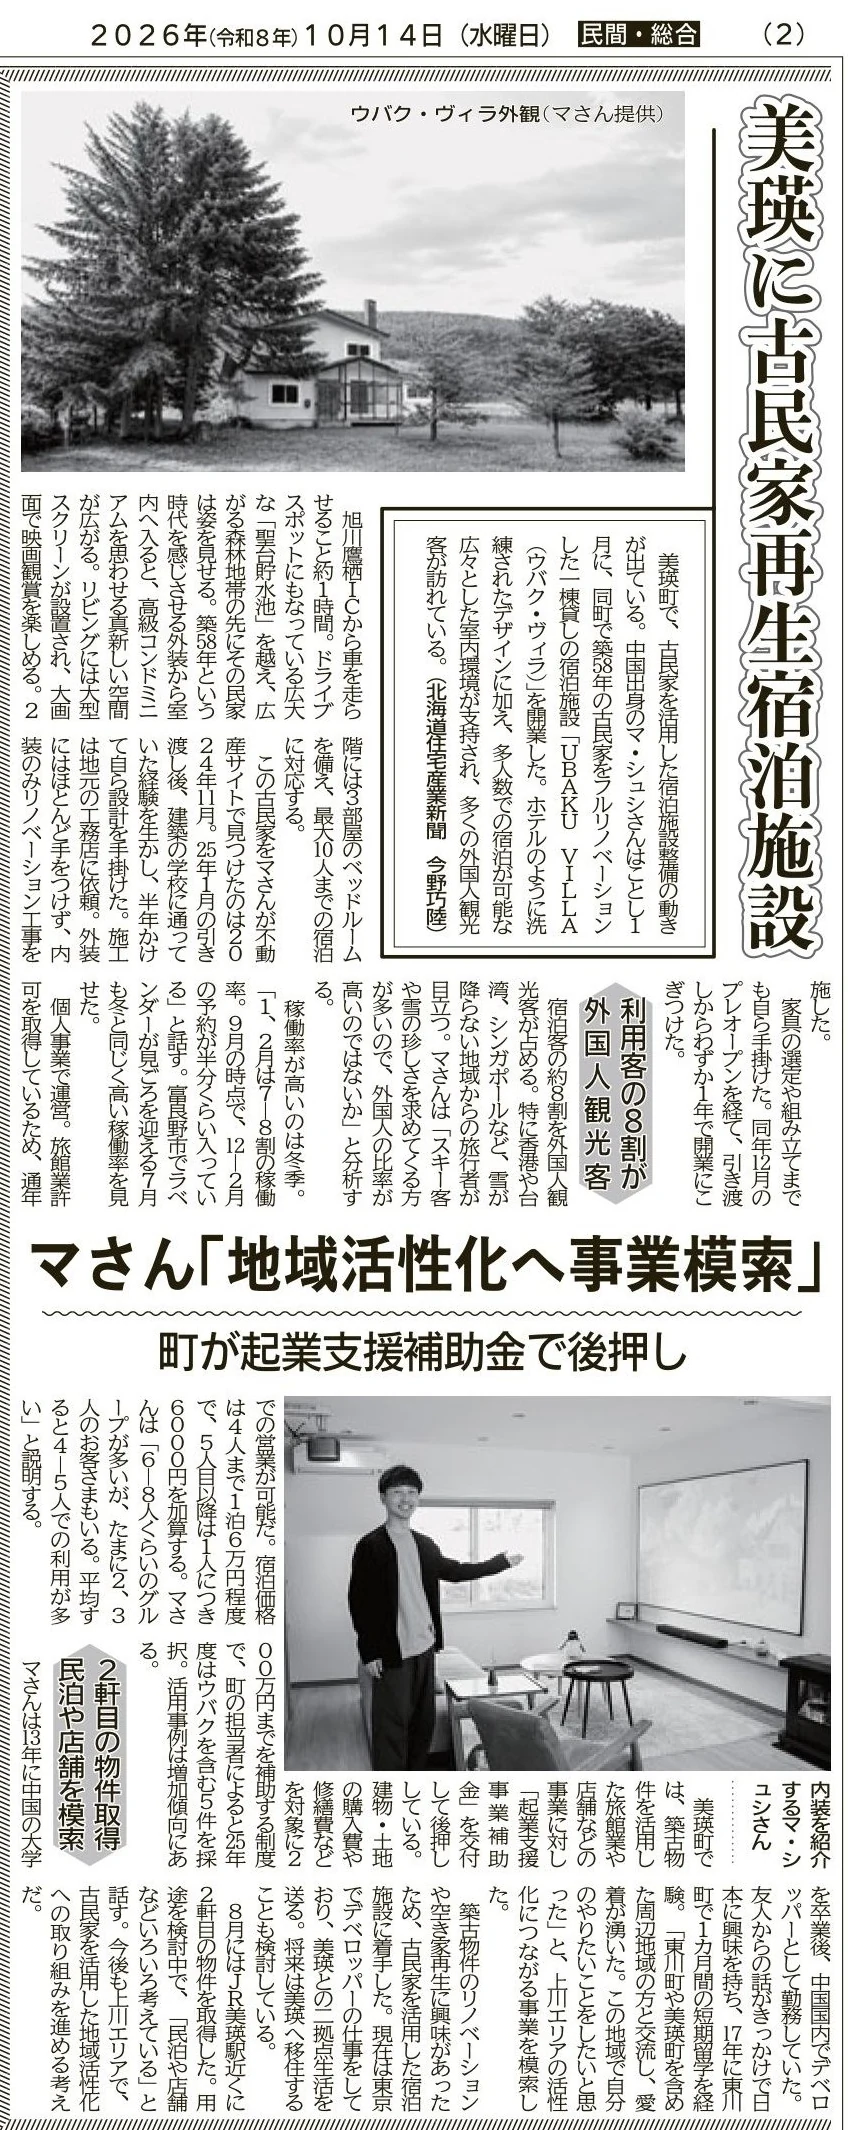 2026年(令和8年)10月14日（水曜日） 民間・総合 （2）
美瑛に古民家再生宿泊施設
ウバク・ヴィラ外観（マさん提供）
美瑛町で、古民家を活用した宿泊施設整備の動き
が出ている。中国出身のマ・シュシさんはことし1
月に、同町で築58年の古民家をフルリノベーション
した一棟貸しの宿泊施設「UBAKU VILLA
（ウバク・ヴィラ）」を開業した。ホテルのように洗
練されたデザインに加え、多人数での宿泊が可能な
広々とした室内環境が支持され、多くの外国人観光
客が訪れている。（北海道住宅産業新聞 今野巧陸）
旭川鷹栖ICから車を走ら
せること約1時間。ドライブ
スポットにもなっている広大
な「聖台貯水池」を越え、広
がる森林地帯の先にその民家
は姿を見せる。築58年という
時代を感じさせる外装から室
内へ入ると、高級コンドミニ
アムを思わせる真新しい空間
が広がる。リビングには大型
スクリーンが設置され、大画
面で映画観賞を楽しめる。2
階には3部屋のベッドルーム
を備え、最大10人までの宿泊
に対応する。
この古民家をマさんが不動
産サイトで見つけたのは20
24年11月。25年1月の引き
渡し後、建築の学校に通って
いた経験を生かし、半年かけ
て自ら設計を手掛けた。施工
は地元の工務店に依頼。外装
にはほとんど手をつけず、内
装のみリノベーション工事を
施した。
家具の選定や組み立てまで
も自ら手掛けた。同年12月の
プレオープンを経て、引き渡
しからわずか1年で開業にこ
ぎつけた。
利用客の8割が
外国人観光客
宿泊客の約8割を外国人観
光客が占める。特に香港や台
湾、シンガポールなど、雪が
降らない地域からの旅行者が
目立つ。マさんは「スキー客
や雪の珍しさを求めてくる方
が多いので、外国人の比率が
高いのではないか」と分析す
る。
稼働率が高いのは冬季。
「1、2月は7―8割の稼働
率。9月の時点で、12―2月
の予約が半分くらい入ってい
る」と話す。富良野市でラベ
ンダーが見ごろを迎える7月
も冬と同じく高い稼働率を見
せた。
個人事業で運営。旅館業許
可を取得しているため、通年
マさん「地域活性化へ事業模索」
町が起業支援補助金で後押し
での営業が可能だ。宿泊価格
は4人まで1泊6万円程度
で、5人目以降は1人につき
6000円を加算する。マさ
んは「6―8人くらいのグル
ープが多いが、たまに2、3
人のお客さまもいる。平均す
ると4―5人での利用が多
い」と説明する。
内装を紹介
するマ・シ
ュシさん
美瑛町で
は、築古物
件を活用し
た旅館業や
店舗などの
事業に対し
「起業支援
事業補助
金」を交付
して後押し
している。
建物・土地
の購入費や
修繕費など
を対象に2
00万円までを補助する制度
で、町の担当者によると25年
度はウバクを含む5件を採
択。活用事例は増加傾向にあ
る。
2軒目の物件取得
民泊や店舗を模索
マさんは13年に中国の大学
を卒業後、中国国内でデベロ
ッパーとして勤務していた。
友人からの話がきっかけで日
本に興味を持ち、17年に東川
町で1カ月間の短期留学を経
験。「東川町や美瑛町を含め
た周辺地域の方と交流し、愛
着が湧いた。この地域で自分
のやりたいことをしたいと思
った」と、上川エリアの活性
化につながる事業を模索し
た。
築古物件のリノベーション
や空き家再生に興味があった
ため、古民家を活用した宿泊
施設に着手した。現在は東京
でデベロッパーの仕事をして
おり、美瑛との二拠点生活を
送る。将来は美瑛へ移住する
ことも検討している。
8月にはJR美瑛駅近くに
2軒目の物件を取得した。用
途を検討中で、「民泊や店舗
などいろいろ考えている」と
話す。今後も上川エリアで、
古民家を活用した地域活性化
への取り組みを進める考え
だ。